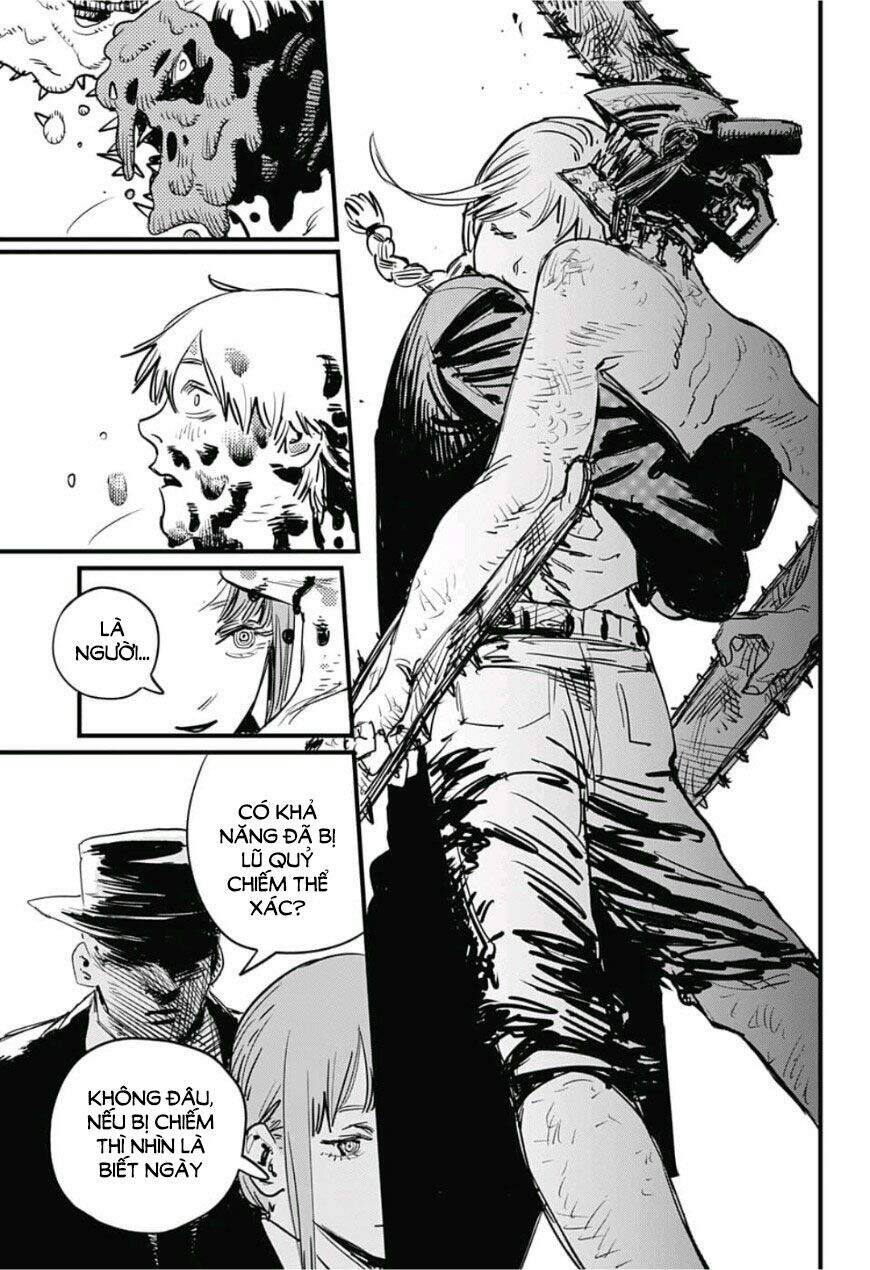 LÀ
NGƯỜI...
CÓ KHẢ
NĂNG ĐÃ BỊ
LŨ QUỶ
CHIẾM THỂ
XÁC?
KHÔNG ĐÂU,
NẾU BỊ CHIẾM
THÌ NHÌN LÀ
BIẾT NGAY